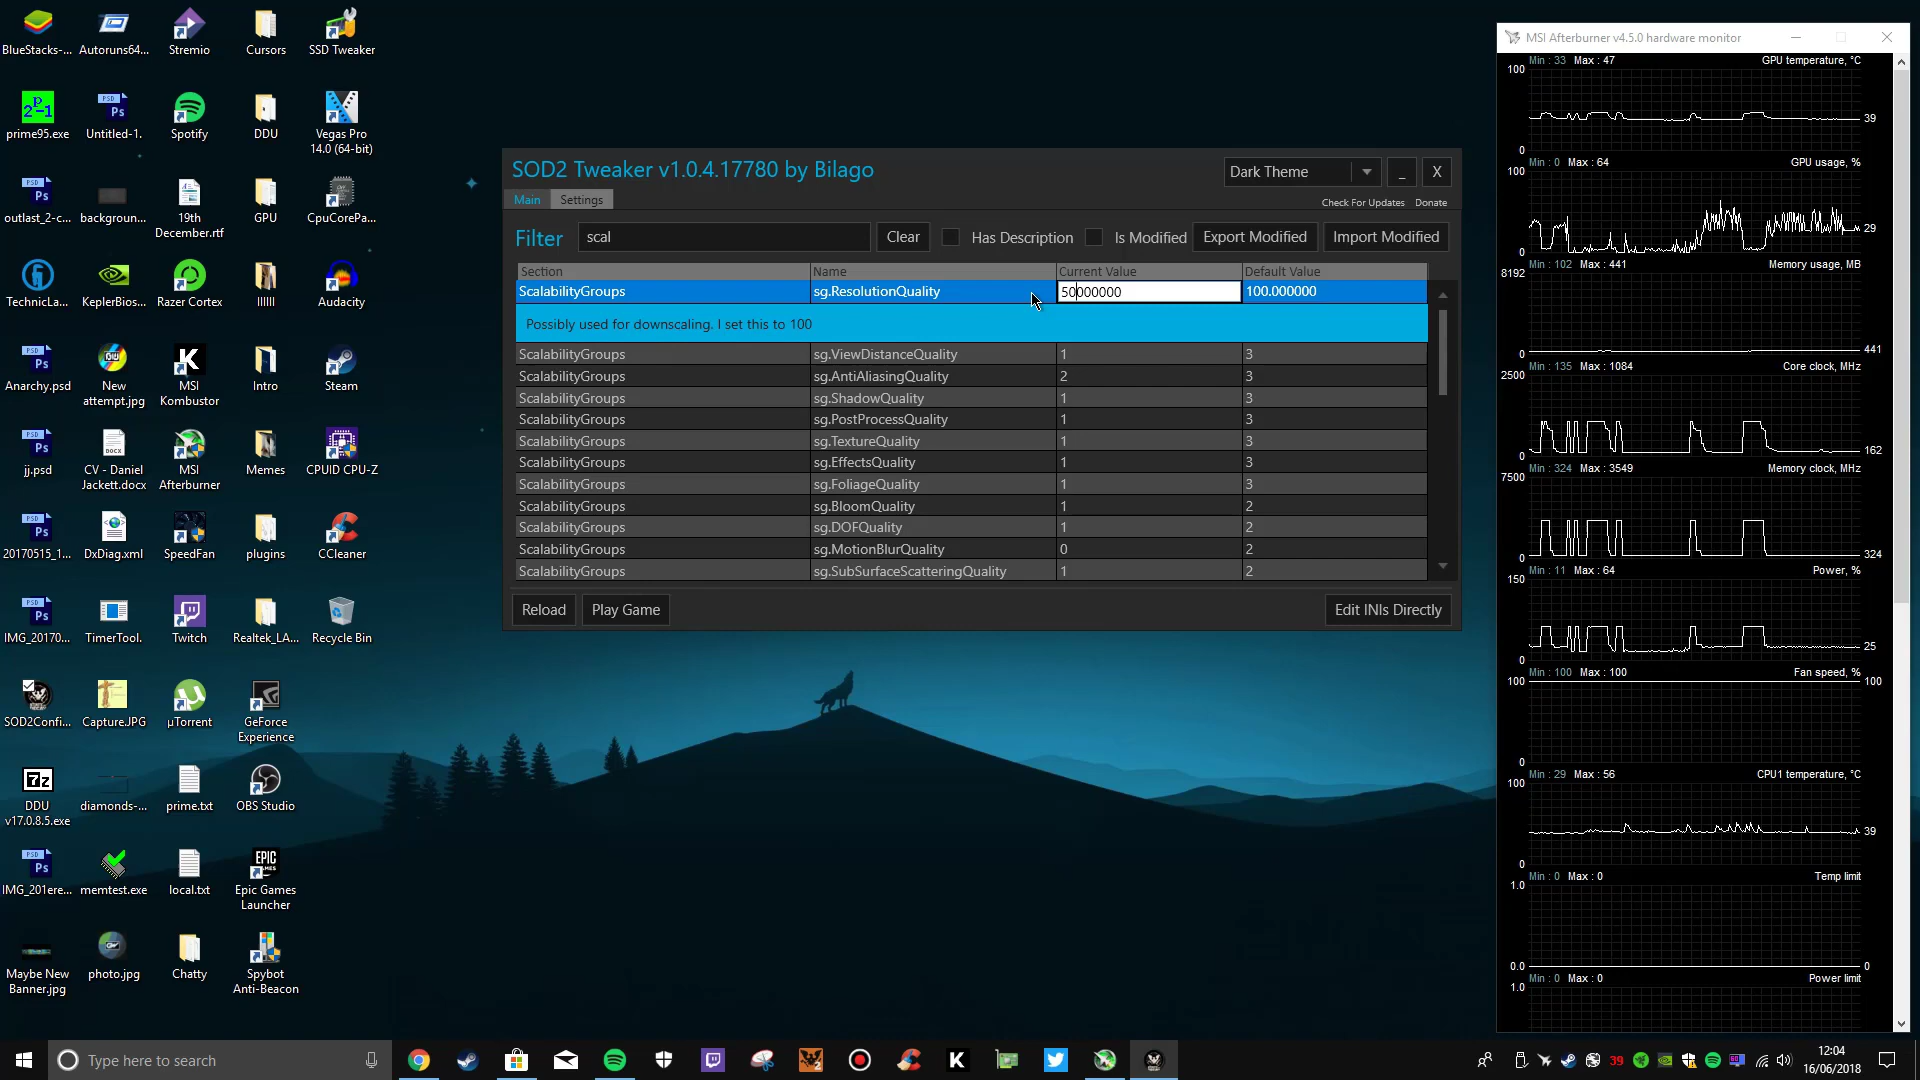 BlueStacks-...
Autoruns64...
Stremio
Cursors
SSD Tweaker
prime95.exe
Untitled-1.
Spotify
DDU
Vegas Pro
14.0 (64-bit)
outlast_2-c...
backgroun...
19th
December.rtf
GPU
CpuCorePa...
TechnicLa...
KeplerBios...
Razer Cortex
llllll
Audacity
Anarchy.psd
New
attempt.jpg
MSI
Kombustor
Intro
Steam
jj.psd
CV - Daniel
Jackett.docx
MSI
Afterburner
Memes
CPUID CPU-Z
20170515_1...
DxDiag.xml
SpeedFan
plugins
CCleaner
IMG_20170...
TimerTool.
Twitch
Realtek_LA...
Recycle Bin
SOD2Confi...
Capture.JPG
µTorrent
GeForce
Experience
DDU
v17.0.8.5.exe
diamonds-...
prime.txt
OBS Studio
IMG_201ere...
memtest.exe
local.txt
Epic Games
Launcher
Maybe New
Banner.jpg
photo.jpg
Chatty
Spybot
Anti-Beacon
SOD2 Tweaker v1.0.4.17780 by Bilago
Dark Theme
_
X
Main Settings
Check For Updates Donate
Filter scal Clear Has Description Is Modified Export Modified Import Modified
Section Name Current Value Default Value
ScalabilityGroups sg.ResolutionQuality 50000000 100.000000
Possibly used for downscaling. I set this to 100
ScalabilityGroups sg.ViewDistanceQuality 1 3
ScalabilityGroups sg.AntiAliasingQuality 2 3
ScalabilityGroups sg.ShadowQuality 1 3
ScalabilityGroups sg.PostProcessQuality 1 3
ScalabilityGroups sg.TextureQuality 1 3
ScalabilityGroups sg.EffectsQuality 1 3
ScalabilityGroups sg.FoliageQuality 1 3
ScalabilityGroups sg.BloomQuality 1 2
ScalabilityGroups sg.DOFQuality 1 2
ScalabilityGroups sg.MotionBlurQuality 0 2
ScalabilityGroups sg.SubSurfaceScatteringQuality 1 2
Reload Play Game Edit INIs Directly
MSI Afterburner v4.5.0 hardware monitor
Min : 33 Max : 47 GPU temperature, °C
100
39
0
Min : 0 Max : 64 GPU usage, %
100
29
0
Min : 102 Max : 441 Memory usage, MB
8192
441
0
Min : 135 Max : 1084 Core clock, MHz
2500
162
0
Min : 324 Max : 3549 Memory clock, MHz
7500
324
0
Min : 11 Max : 64 Power, %
150
25
0
Min : 100 Max : 100 Fan speed, %
100 100
0
Min : 29 Max : 56 CPU1 temperature, °C
100
39
0
Min : 0 Max : 0 Temp limit
1.0
0.0 0
Min : 0 Max : 0 Power limit
1.0
Type here to search
39
12:04
16/06/2018